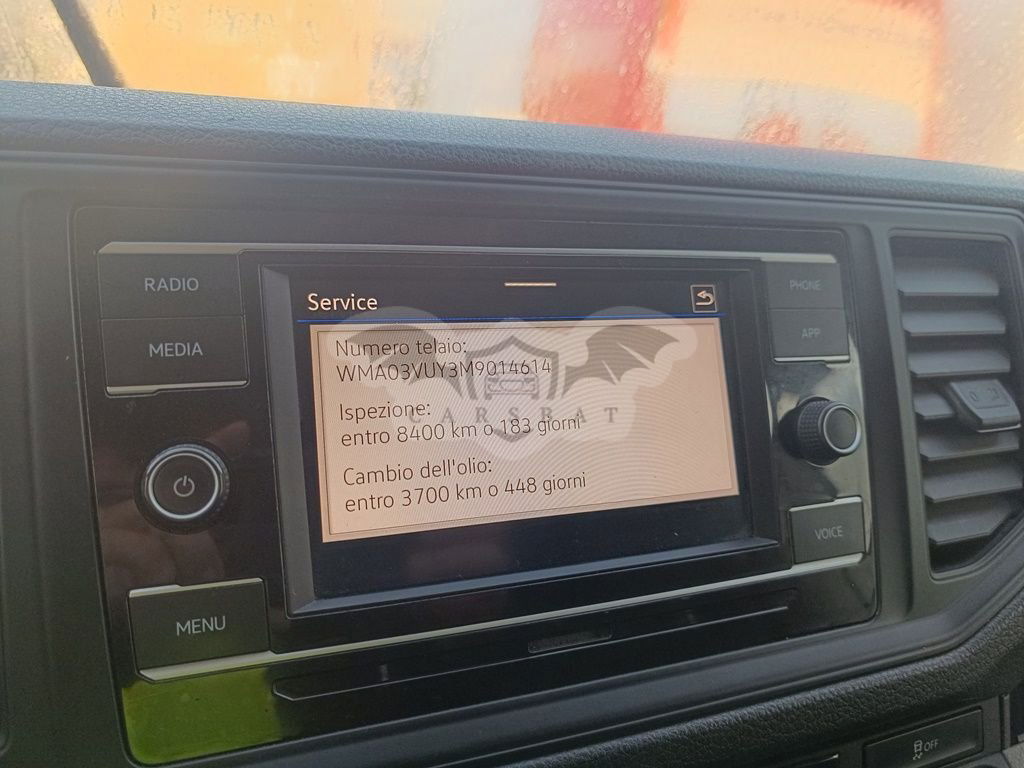 RADIO
MEDIA
MENU
Service
Numero telaio:
WMA03VUY3M9014614
Ispezione:
entro 8400 km o 183 giorni
Cambio dell'olio:
entro 3700 km o 448 giorni
CARSBAT
PHONE
APP
VOICE
OFF